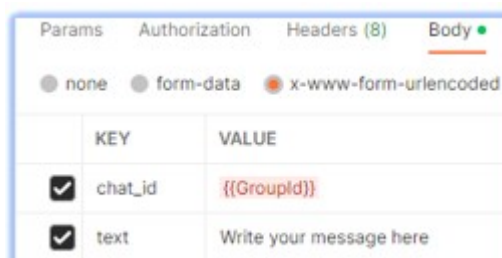 Params Authorization Headers (8) Body
none form-data x-www-form-urlencoded
KEY VALUE
chat_id {{GroupId}}
text Write your message here